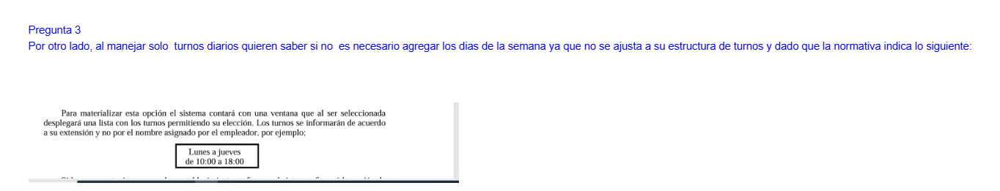 Pregunta 3
Por otro lado, al manejar solo turnos diarios quieren saber si no es necesario agregar los dias de la semana ya que no se ajusta a su estructura de turnos y dado que la normativa indica lo siguiente:
Para materializar esta opción el sistema contará con una ventana que al ser seleccionada
desplegará una lista con los turnos permitiendo su elección. Los turnos se informarán de acuerdo
a su extensión y no por el nombre asignado por el empleador, por ejemplo;
Lunes a jueves
de 10:00 a 18:00